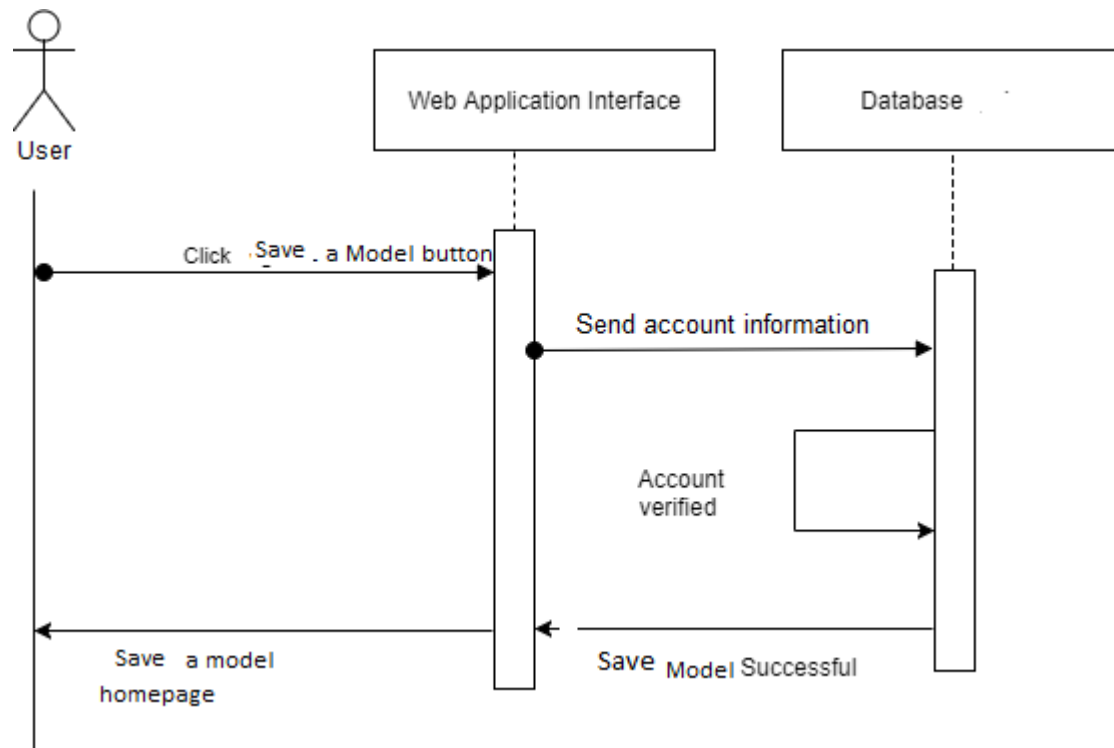 User
Web Application Interface
Database
Click Save a Model button
Send account information
Account
verified
Save Model Successful
Save a model
homepage